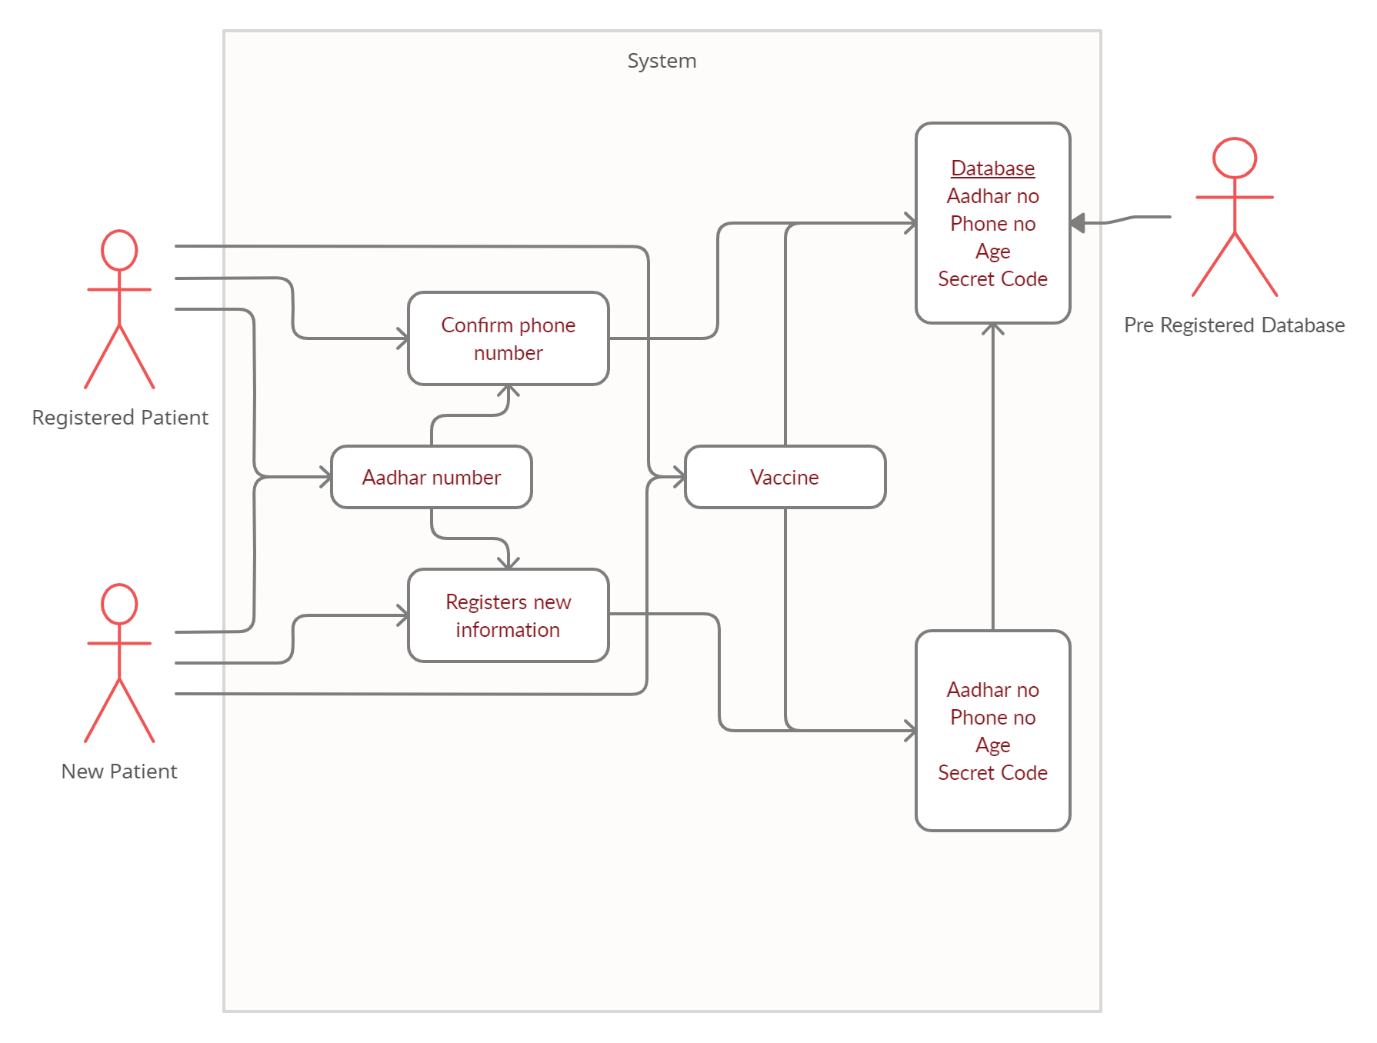 System
Database
Aadhar no
Phone no
Age
Secret Code
Pre Registered Database
Confirm phone
number
Registered Patient
Aadhar number
Vaccine
Registers new
information
New Patient
Aadhar no
Phone no
Age
Secret Code